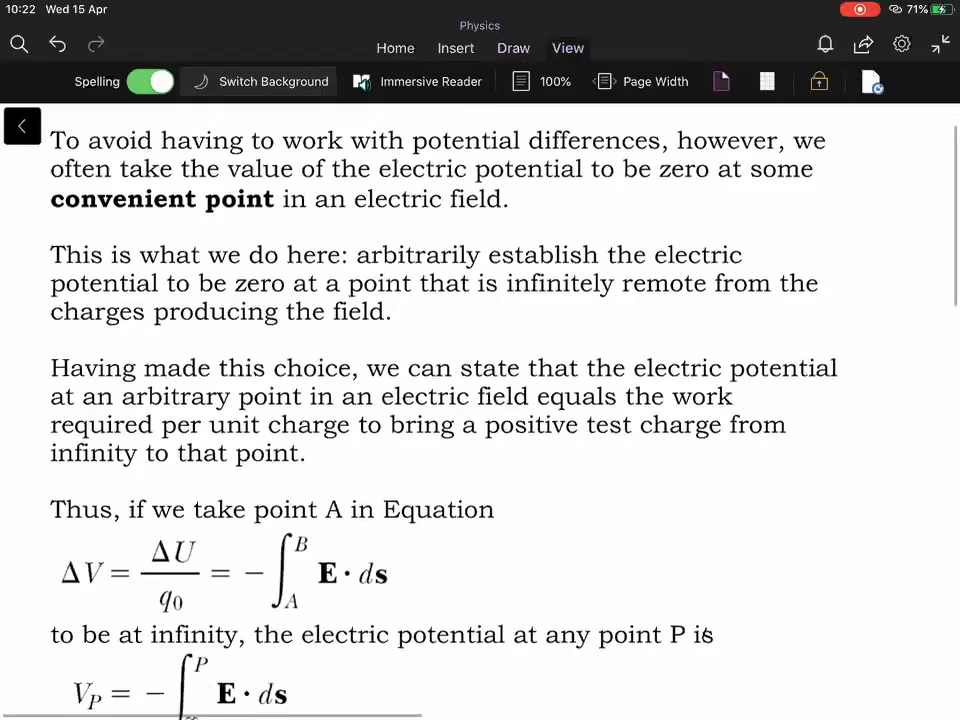 10:22 Wed 15 Apr
71%
Physics
Home Insert Draw View
Spelling Switch Background Immersive Reader 100% Page Width
To avoid having to work with potential differences, however, we
often take the value of the electric potential to be zero at some
convenient point in an electric field.
This is what we do here: arbitrarily establish the electric
potential to be zero at a point that is infinitely remote from the
charges producing the field.
Having made this choice, we can state that the electric potential
at an arbitrary point in an electric field equals the work
required per unit charge to bring a positive test charge from
infinity to that point.
Thus, if we take point A in Equation
ΔV = ΔU/q₀ = − ∫_A^B E · ds
to be at infinity, the electric potential at any point P is
V_P = − ∫_∞^P E · ds